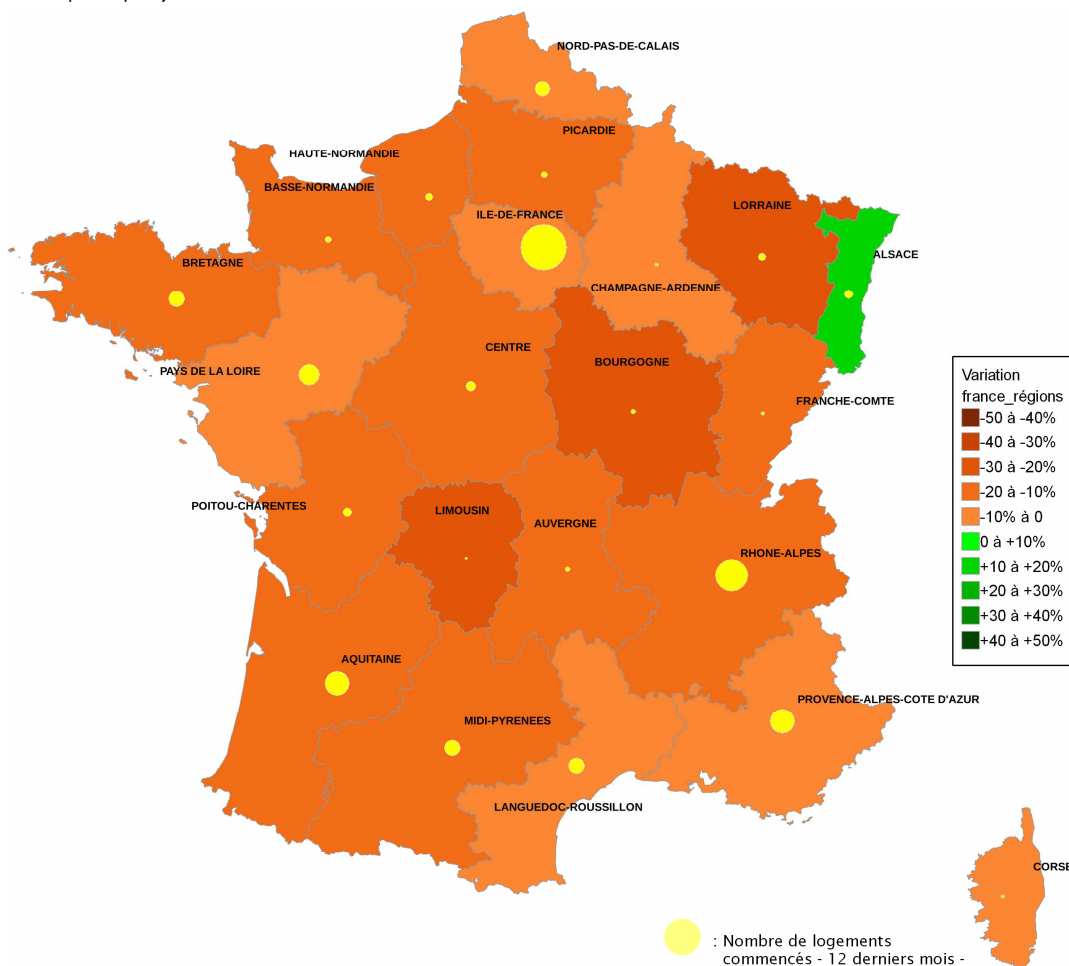 NORD-PAS-DE-CALAIS
PICARDIE
HAUTE-NORMANDIE
BASSE-NORMANDIE
LORRAINE
ILE-DE-FRANCE
ALSACE
BRETAGNE
CHAMPAGNE-ARDENNE
CENTRE
BOURGOGNE
PAYS DE LA LOIRE
FRANCHE-COMTE
Variation
france_régions
-50 à -40%
-40 à -30%
-30 à -20%
-20 à -10%
-10% à 0
0 à +10%
+10 à +20%
+20 à +30%
+30 à +40%
+40 à +50%
POITOU-CHARENTES
LIMOUSIN
AUVERGNE
RHONE-ALPES
AQUITAINE
PROVENCE-ALPES-COTE D'AZUR
MIDI-PYRENEES
LANGUEDOC-ROUSSILLON
CORSE
: Nombre de logements
commencés - 12 derniers mois -